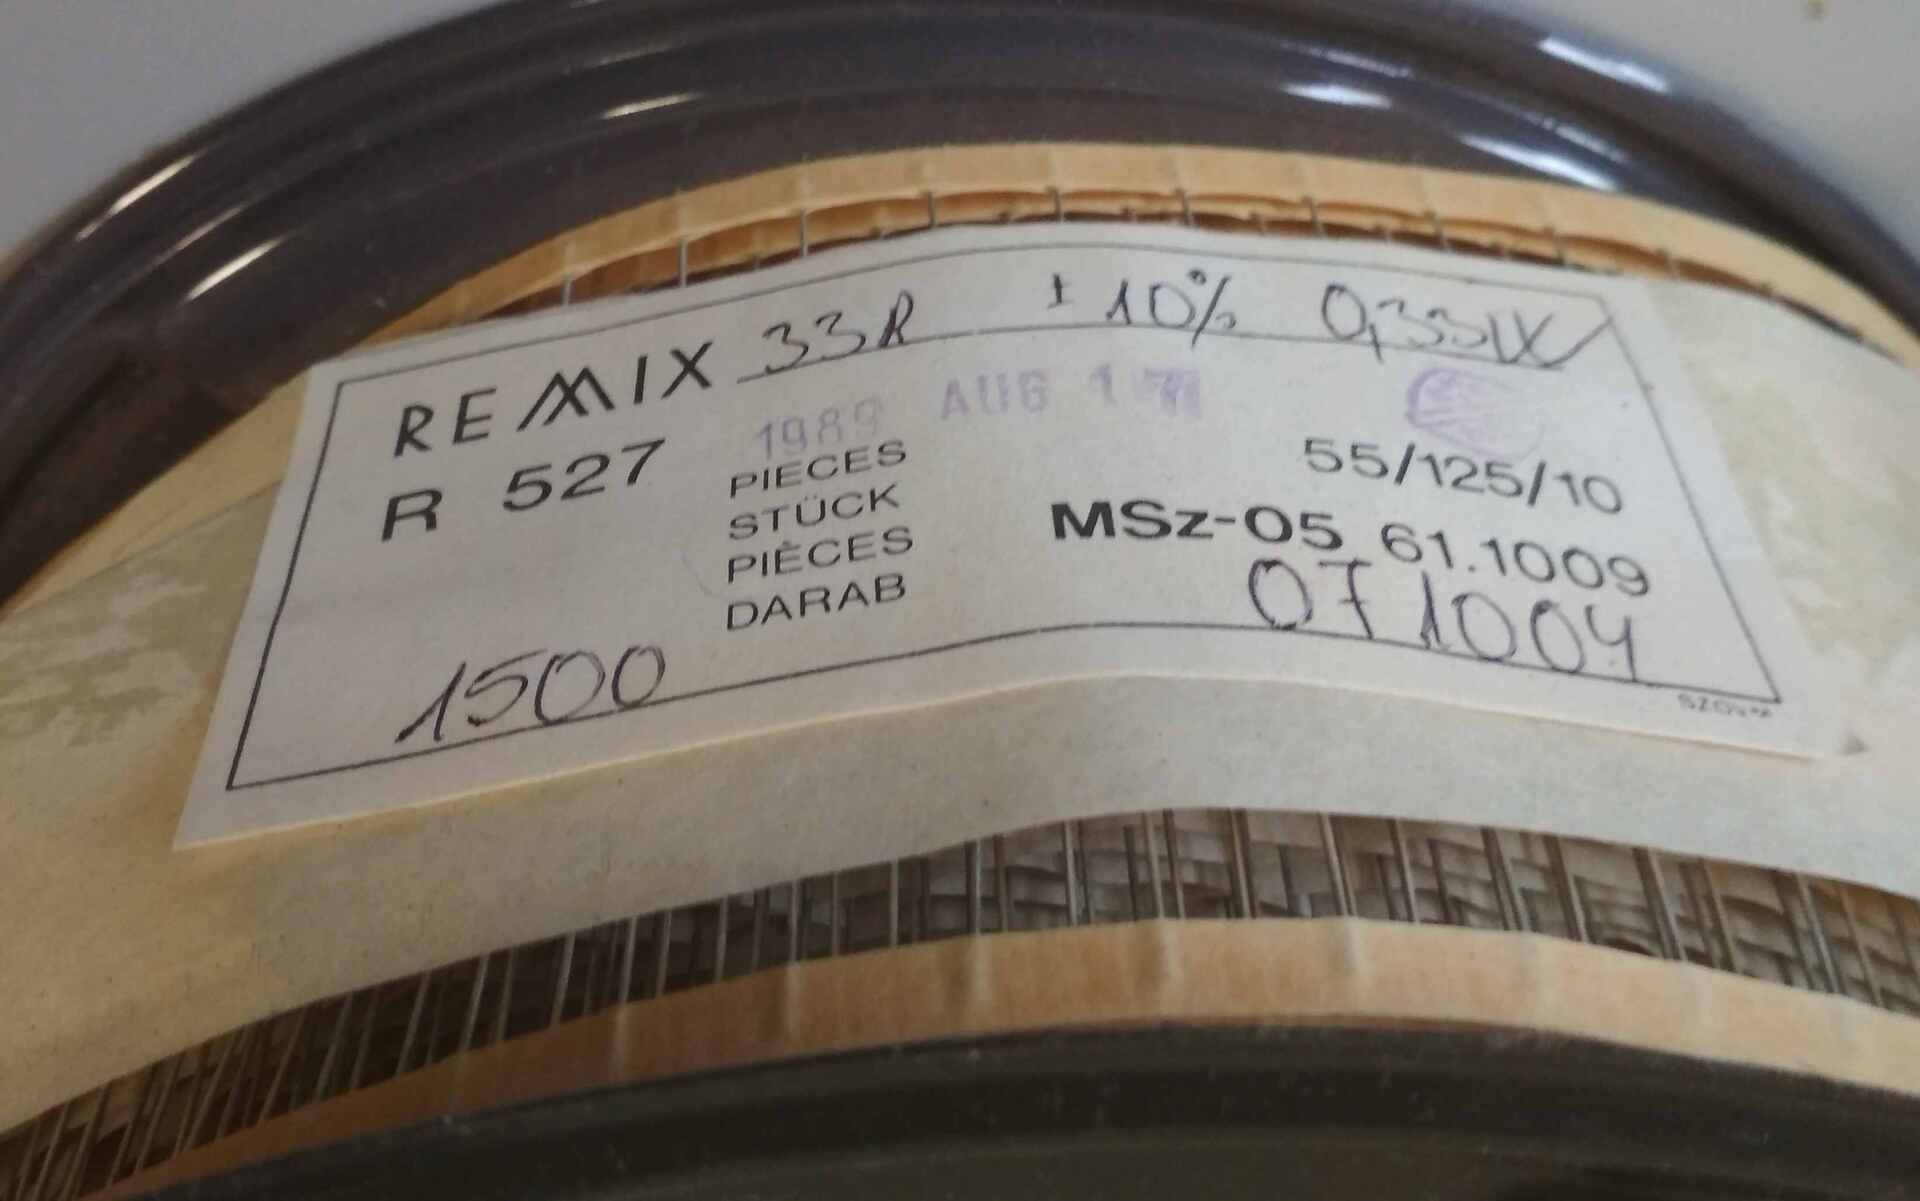 REMIX 33R ± 10% 0,33W
1989 AUG 1
R 527
PIECES
STÜCK
PIÈCES
DARAB
55/125/10
MSz-05 61.1009
071004
1500